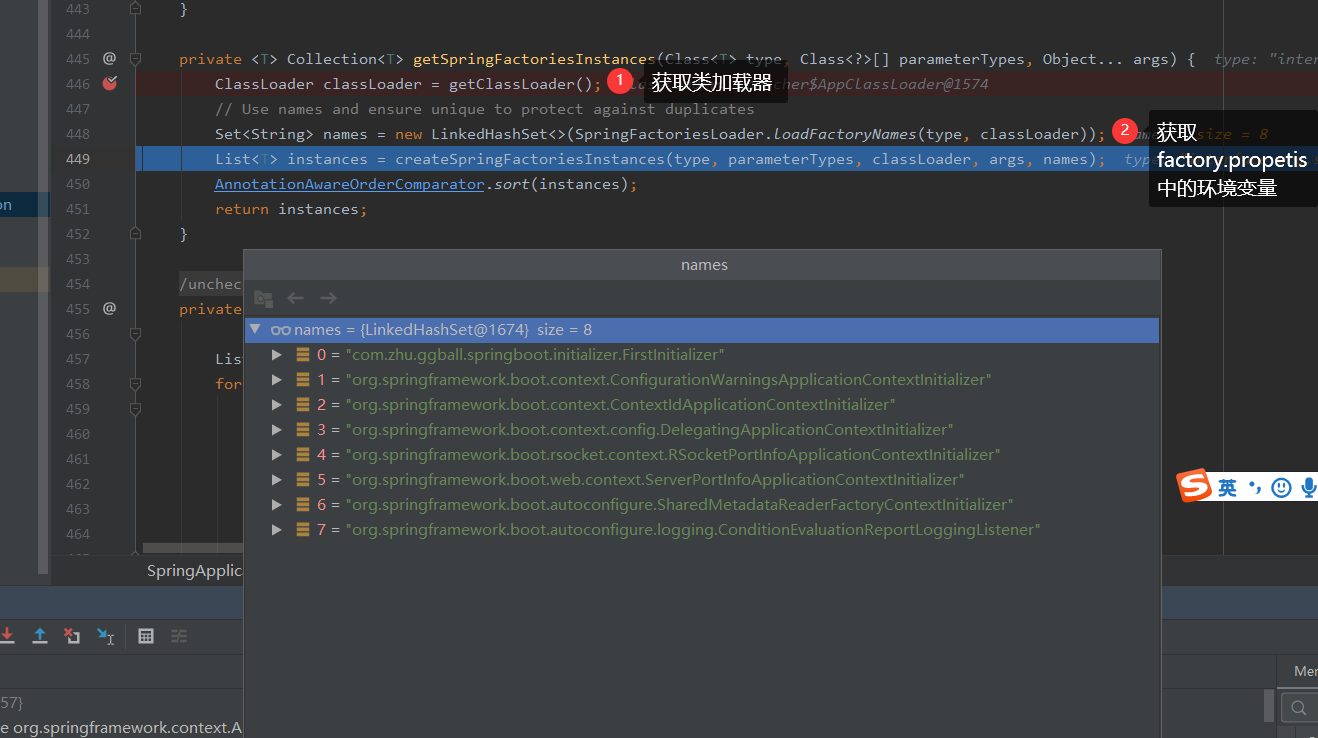 443 }
444
445 @ private <T> Collection<T> getSpringFactoriesInstances(Class<T> type, Class<?>[] parameterTypes, Object... args) { type: "inter
446 ClassLoader classLoader = getClassLoader(); 1 获取类加载器 cher$AppClassLoader@1574
447 // Use names and ensure unique to protect against duplicates
448 Set<String> names = new LinkedHashSet<>(SpringFactoriesLoader.loadFactoryNames(type, classLoader)); 2 获取 size = 8
449 List<T> instances = createSpringFactoriesInstances(type, parameterTypes, classLoader, args, names); factory.propetis
450 AnnotationAwareOrderComparator.sort(instances); 中的环境变量
451 return instances;
on
452 }
453
names
454 /unchec
455 @ private
456
names = {LinkedHashSet@1674} size = 8
457 Lis
0 = "com.zhu.ggball.springboot.initializer.FirstInitializer"
458 for
1 = "org.springframework.boot.context.ConfigurationWarningsApplicationContextInitializer"
459
2 = "org.springframework.boot.context.ContextIdApplicationContextInitializer"
460
3 = "org.springframework.boot.context.config.DelegatingApplicationContextInitializer"
461
4 = "org.springframework.boot.rsocket.context.RSocketPortInfoApplicationContextInitializer"
462
5 = "org.springframework.boot.web.context.ServerPortInfoApplicationContextInitializer"
463
6 = "org.springframework.boot.autoconfigure.SharedMetadataReaderFactoryContextInitializer"
464
7 = "org.springframework.boot.autoconfigure.logging.ConditionEvaluationReportLoggingListener"
S 英
SpringApplic
Mer
57}
e org.springframework.context.A